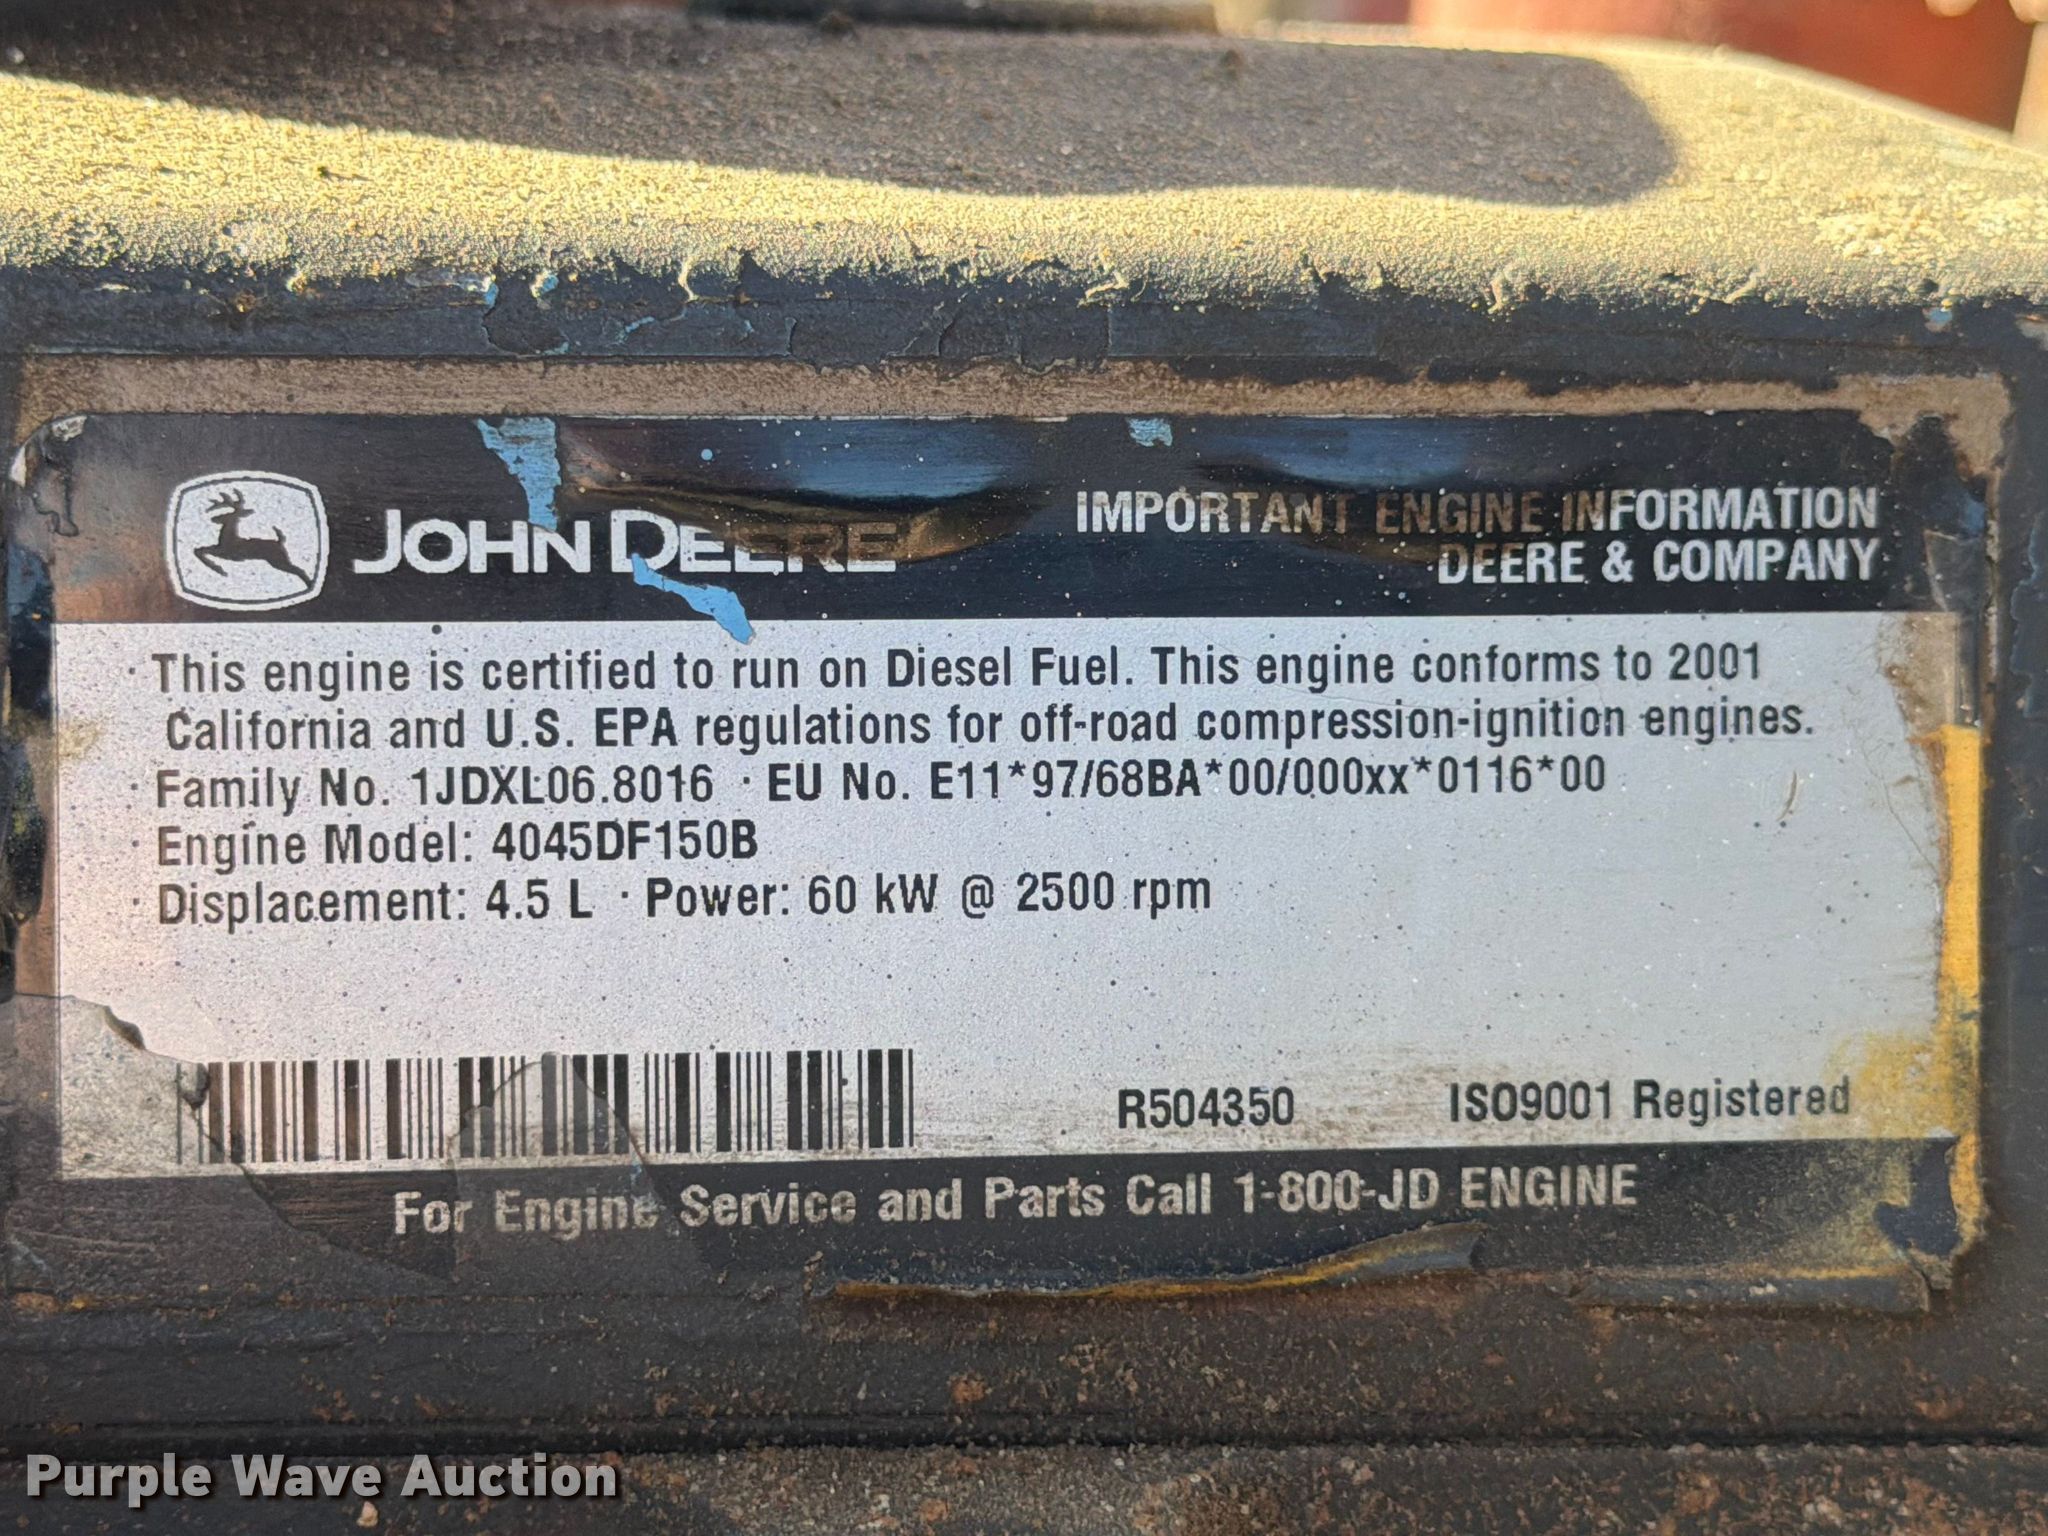 JOHN DEERE
IMPORTANT ENGINE INFORMATION
DEERE & COMPANY
· This engine is certified to run on Diesel Fuel. This engine conforms to 2001
California and U.S. EPA regulations for off-road compression-ignition engines.
· Family No. 1JDXL06.8016 · EU No. E11*97/68BA*00/000xx*0116*00
· Engine Model: 4045DF150B
· Displacement: 4.5 L · Power: 60 kW @ 2500 rpm
R504350 ISO9001 Registered
For Engine Service and Parts Call 1-800-JD ENGINE
Purple Wave Auction